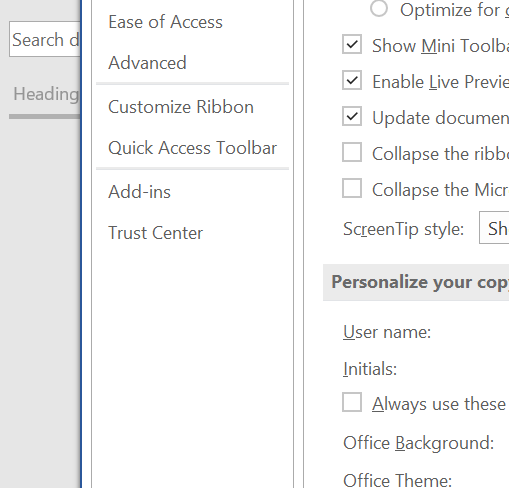 Search d
Heading
Ease of Access
Advanced
Customize Ribbon
Quick Access Toolbar
Add-ins
Trust Center
Optimize for
Show Mini Toolba
Enable Live Previe
Update documen
Collapse the ribbo
Collapse the Micr
ScreenTip style: Sh
Personalize your copy
User name:
Initials:
Always use these
Office Background:
Office Theme: